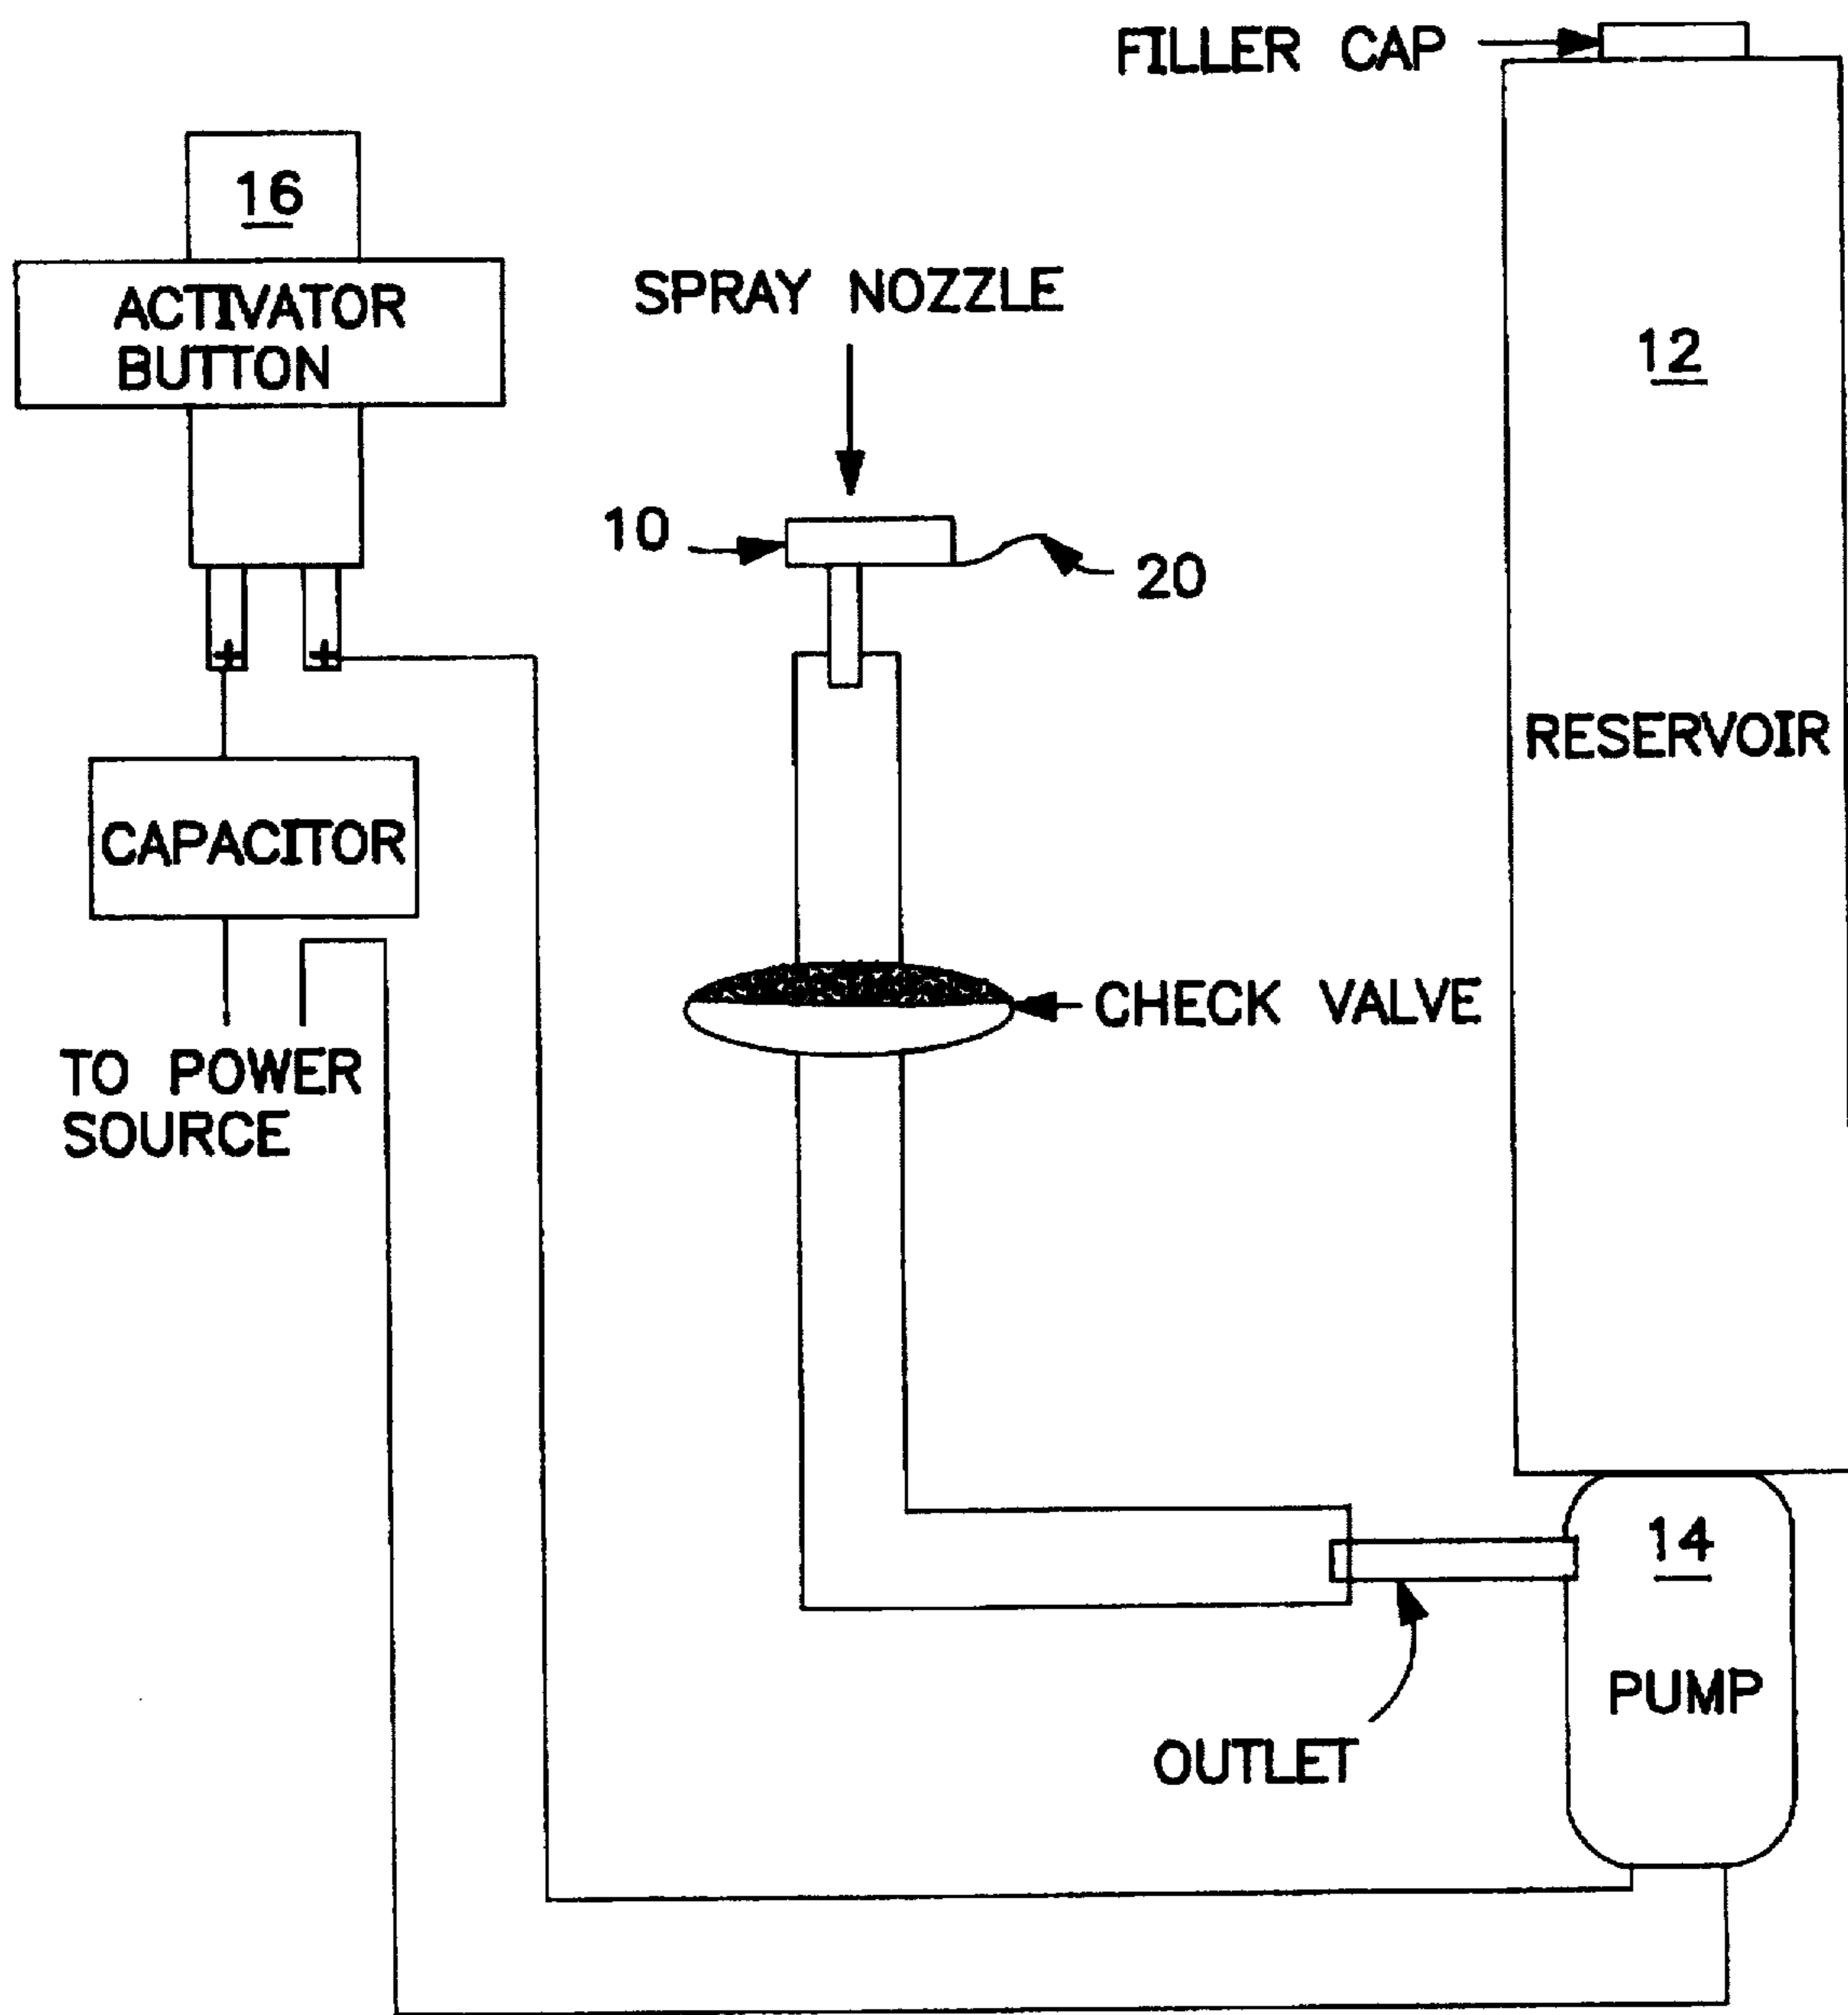 FILLER CAP
16
ACTIVATOR
BUTTON
SPRAY NOZZLE
12
10
20
RESERVOIR
CAPACITOR
CHECK VALVE
TO POWER
SOURCE
14
PUMP
OUTLET